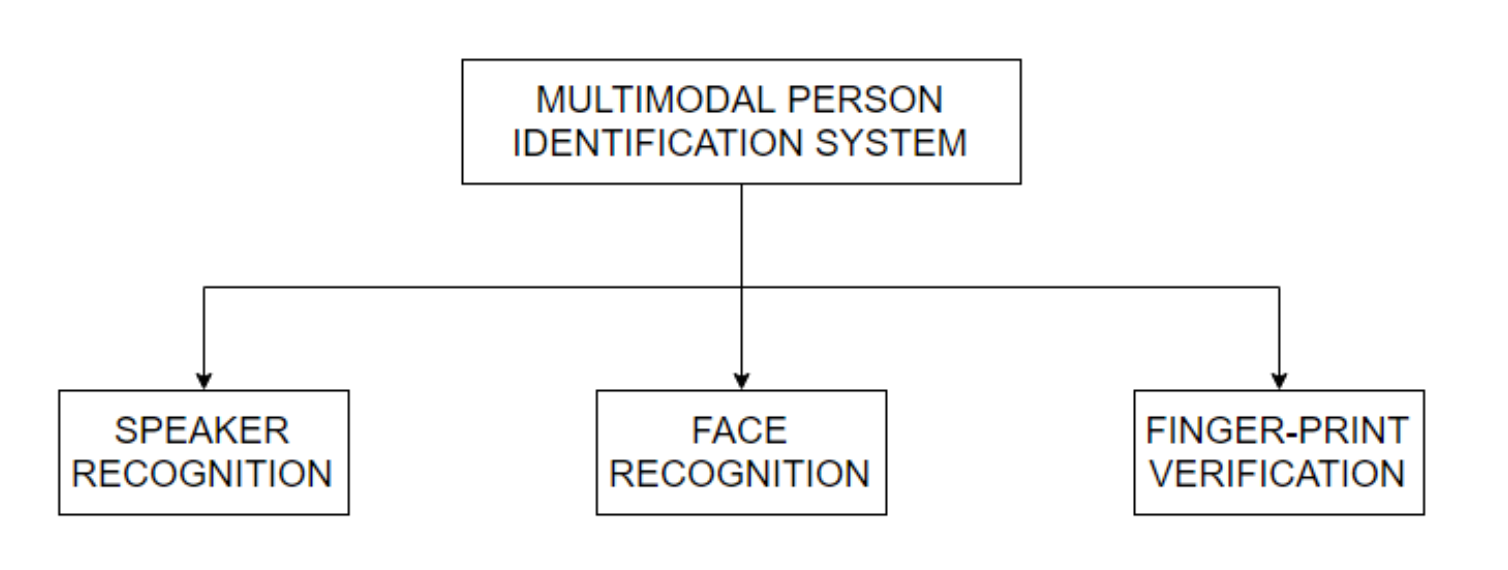 MULTIMODAL PERSON
IDENTIFICATION SYSTEM
SPEAKER
RECOGNITION
FACE
RECOGNITION
FINGER-PRINT
VERIFICATION